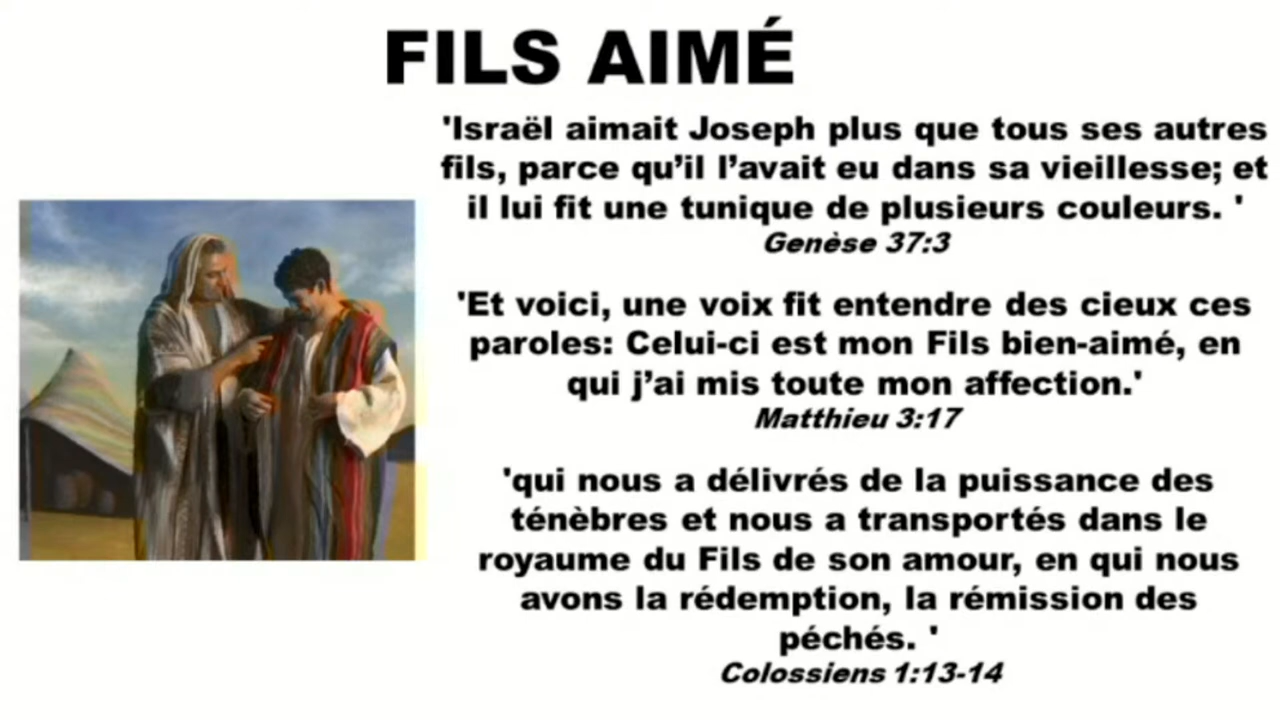 FILS AIMÉ
'Israël aimait Joseph plus que tous ses autres
fils, parce qu’il l’avait eu dans sa vieillesse; et
il lui fit une tunique de plusieurs couleurs. '
Genèse 37:3
'Et voici, une voix fit entendre des cieux ces
paroles: Celui-ci est mon Fils bien-aimé, en
qui j’ai mis toute mon affection.'
Matthieu 3:17
'qui nous a délivrés de la puissance des
ténèbres et nous a transportés dans le
royaume du Fils de son amour, en qui nous
avons la rédemption, la rémission des
péchés. '
Colossiens 1:13-14